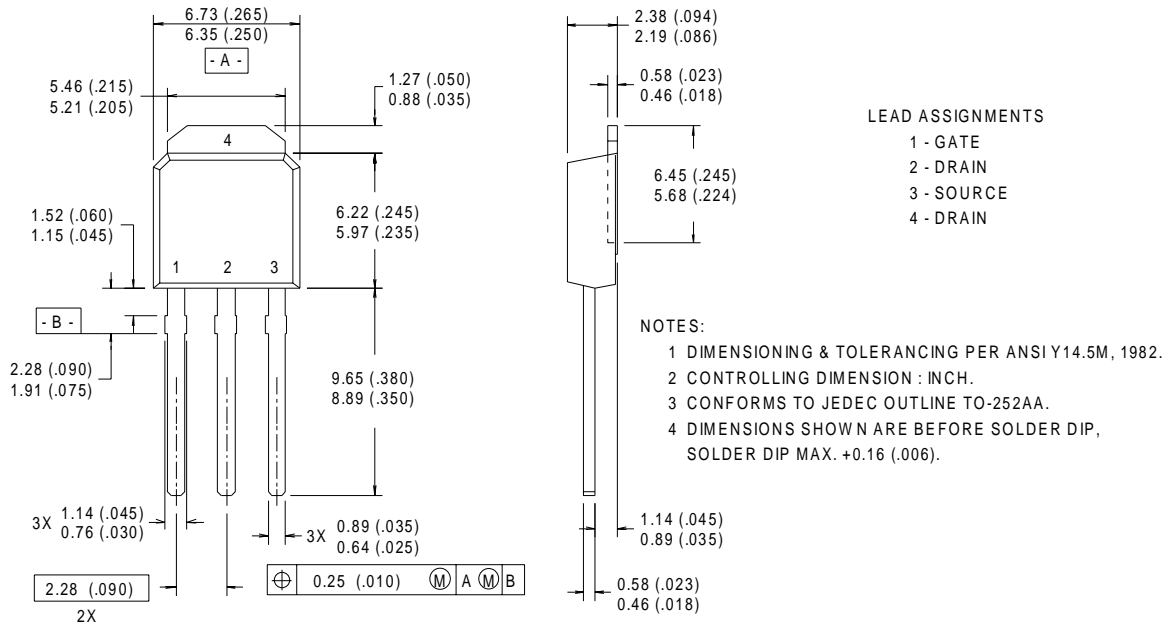 6.73 (.265)
6.35 (.250)
- A -
5.46 (.215)
5.21 (.205)
1.27 (.050)
0.88 (.035)
4
1.52 (.060)
1.15 (.045)
6.22 (.245)
5.97 (.235)
1 2 3
- B -
2.28 (.090)
1.91 (.075)
9.65 (.380)
8.89 (.350)
3X 1.14 (.045)
0.76 (.030)
3X 0.89 (.035)
0.64 (.025)
2.28 (.090)
2X
⌖ 0.25 (.010) Ⓜ A Ⓜ B
2.38 (.094)
2.19 (.086)
0.58 (.023)
0.46 (.018)
6.45 (.245)
5.68 (.224)
1.14 (.045)
0.89 (.035)
0.58 (.023)
0.46 (.018)
LEAD ASSIGNMENTS
1 - GATE
2 - DRAIN
3 - SOURCE
4 - DRAIN
NOTES:
1 DIMENSIONING & TOLERANCING PER ANSI Y14.5M, 1982.
2 CONTROLLING DIMENSION : INCH.
3 CONFORMS TO JEDEC OUTLINE TO-252AA.
4 DIMENSIONS SHOWN ARE BEFORE SOLDER DIP,
SOLDER DIP MAX. +0.16 (.006).